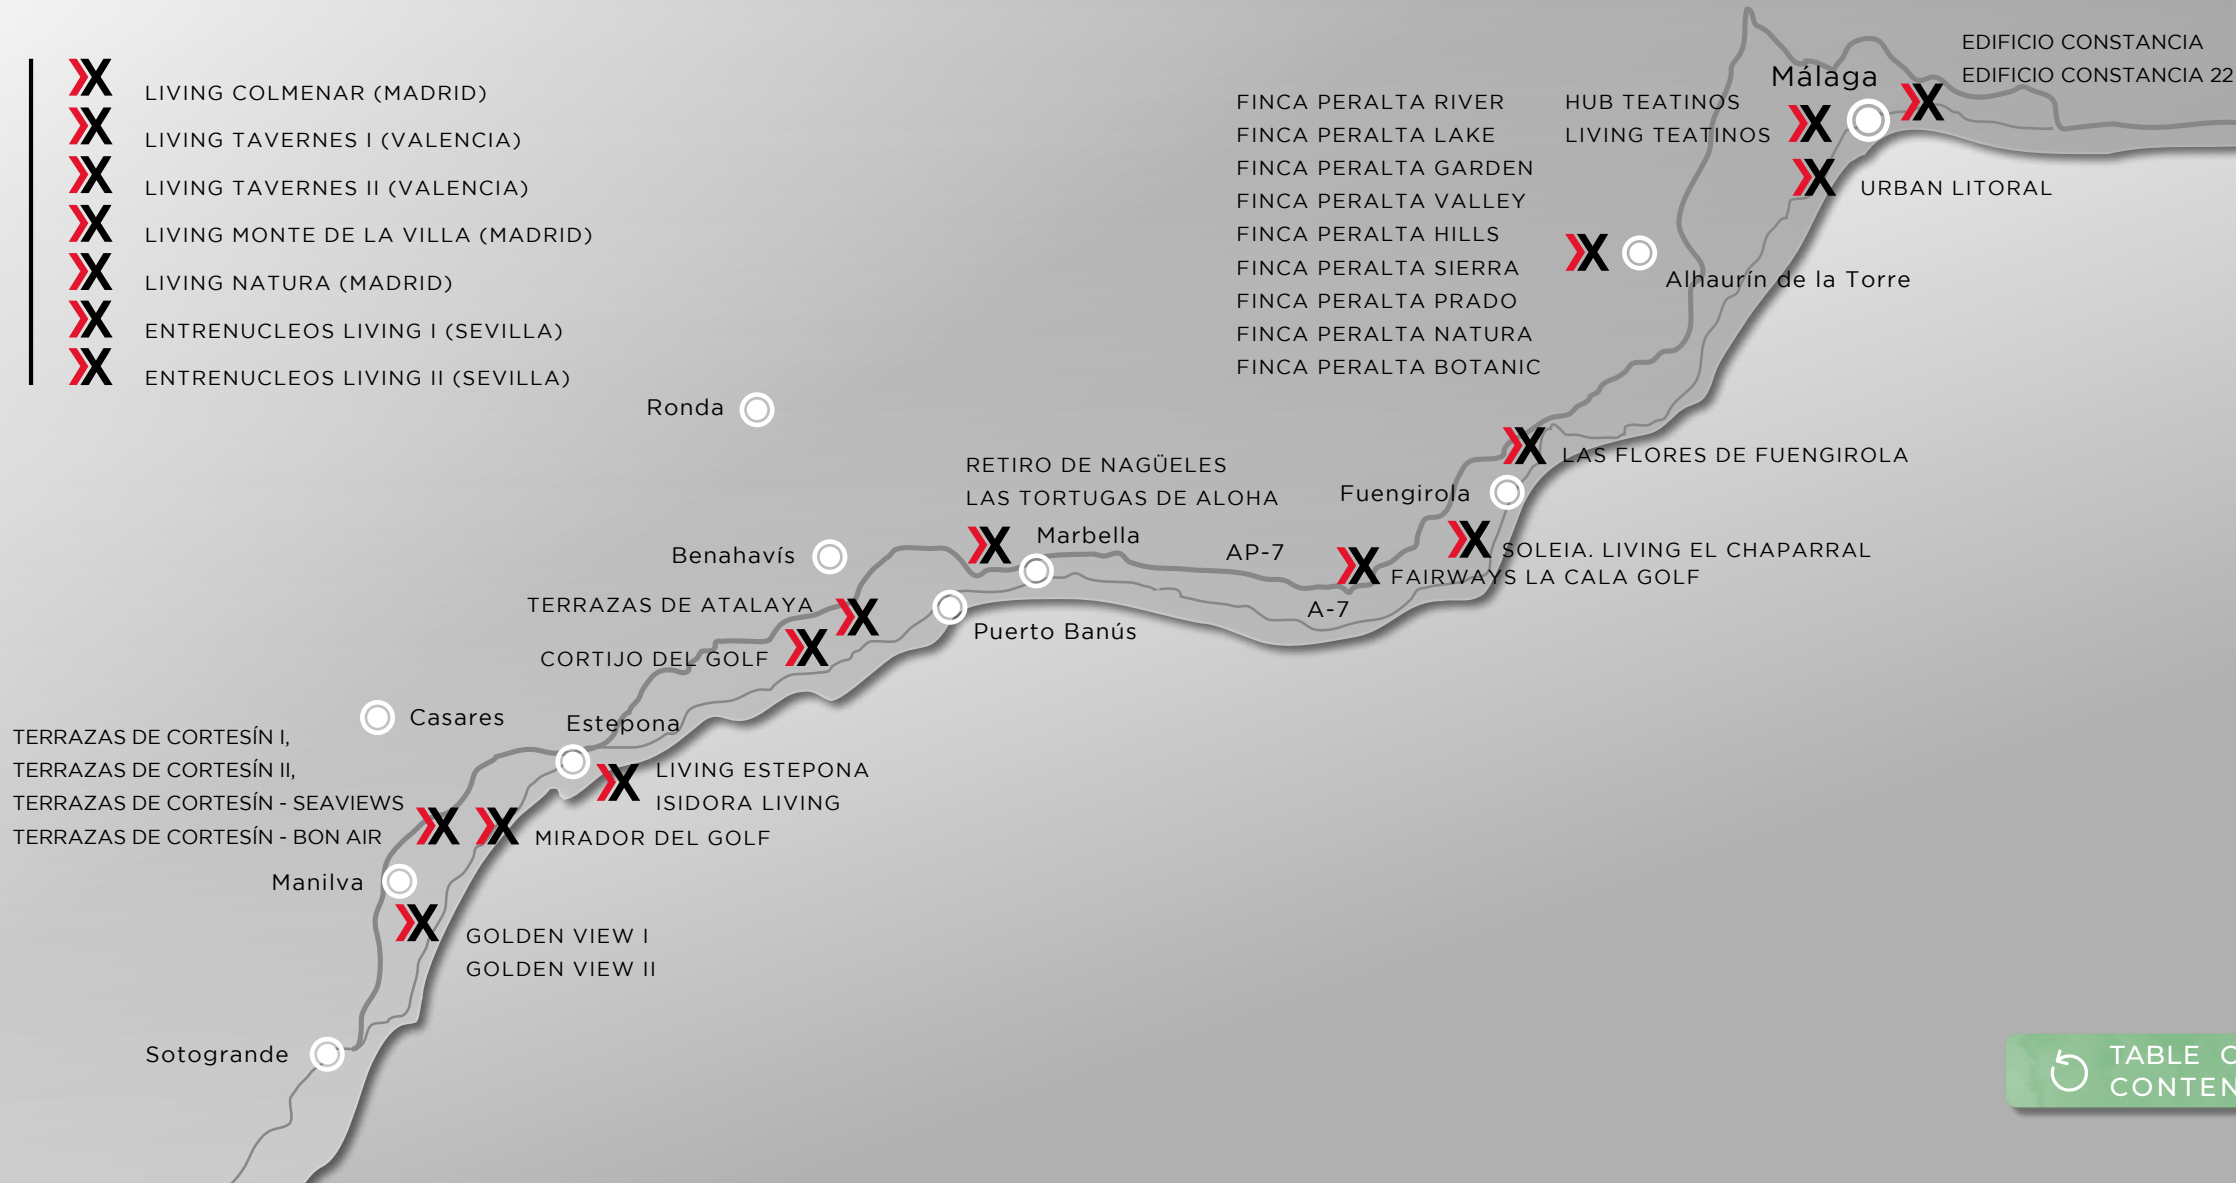 LIVING COLMENAR (MADRID)
LIVING TAVERNES I (VALENCIA)
LIVING TAVERNES II (VALENCIA)
LIVING MONTE DE LA VILLA (MADRID)
LIVING NATURA (MADRID)
ENTRENUCLEOS LIVING I (SEVILLA)
ENTRENUCLEOS LIVING II (SEVILLA)
EDIFICIO CONSTANCIA
EDIFICIO CONSTANCIA 22
Málaga
HUB TEATINOS
LIVING TEATINOS
URBAN LITORAL
FINCA PERALTA RIVER
FINCA PERALTA LAKE
FINCA PERALTA GARDEN
FINCA PERALTA VALLEY
FINCA PERALTA HILLS
FINCA PERALTA SIERRA
FINCA PERALTA PRADO
FINCA PERALTA NATURA
FINCA PERALTA BOTANIC
Alhaurín de la Torre
Ronda
LAS FLORES DE FUENGIROLA
Fuengirola
RETIRO DE NAGÜELES
LAS TORTUGAS DE ALOHA
Marbella
AP-7
SOLEIA. LIVING EL CHAPARRAL
FAIRWAYS LA CALA GOLF
A-7
Benahavís
TERRAZAS DE ATALAYA
Puerto Banús
CORTIJO DEL GOLF
Casares
Estepona
TERRAZAS DE CORTESÍN I,
TERRAZAS DE CORTESÍN II,
TERRAZAS DE CORTESÍN - SEAVIEWS
TERRAZAS DE CORTESÍN - BON AIR
LIVING ESTEPONA
ISIDORA LIVING
MIRADOR DEL GOLF
Manilva
GOLDEN VIEW I
GOLDEN VIEW II
Sotogrande
TABLE
CONTEN